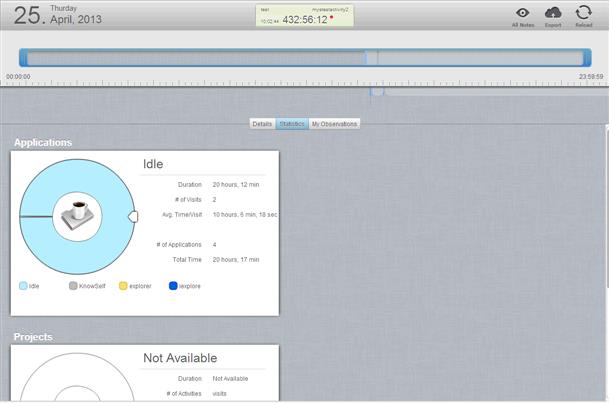 25.
Thursday
April, 2013
test
10:02:44
432:56:12
All Notes
Export
Reload
00:00:00
23:59:59
Details
Statistics
My Observations
Applications
Idle
Duration 20 hours, 12 min
# of Visits 2
Avg. Time/Visit 10 hours, 6 min, 18 sec
# of Applications 4
Total Time 20 hours, 17 min
Idle
KnowSelf
explorer
iexplore
Projects
Not Available
Duration Not Available
# of Activities visits